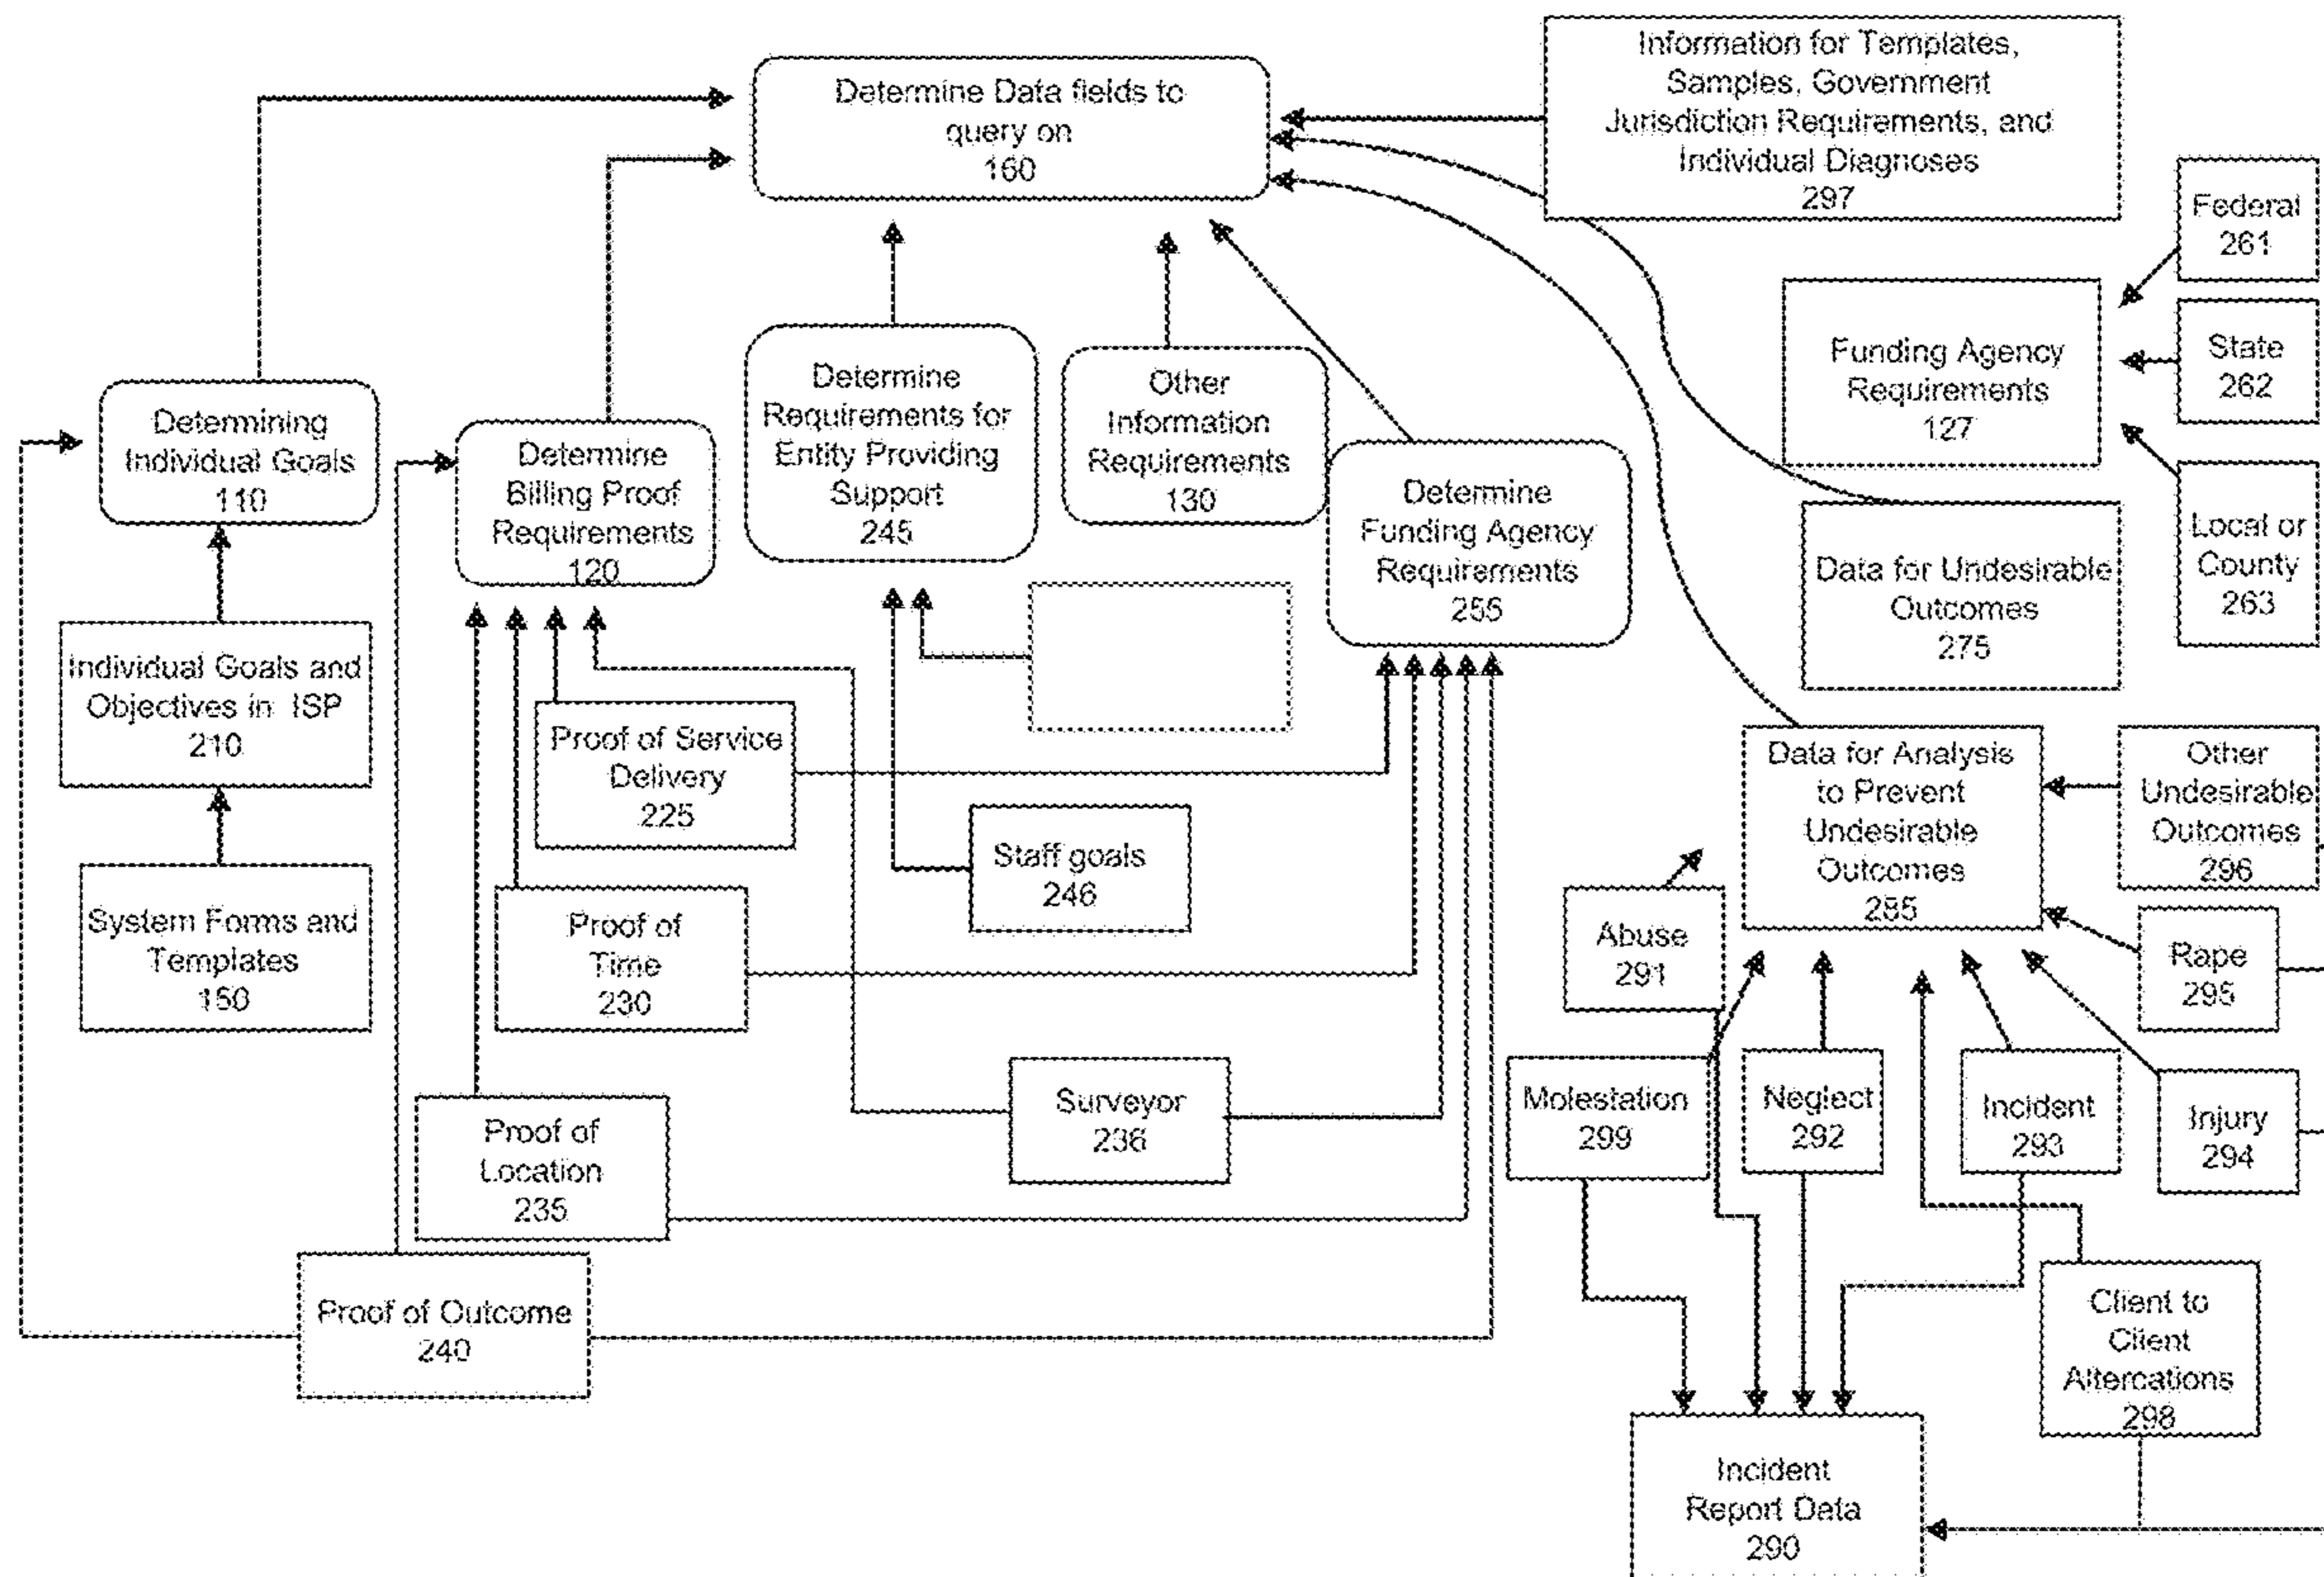 Determine Data fields to
query on
160
Information for Templates,
Samples, Government
Jurisdiction Requirements, and
Individual Diagnoses
297
Federal
261
State
262
Local or
County
263
Funding Agency
Requirements
127
Determining
Individual Goals
110
Determine
Billing Proof
Requirements
120
Determine
Requirements for
Entity Providing
Support
245
Other
Information
Requirements
130
Determine
Funding Agency
Requirements
255
Data for Undesirable
Outcomes
275
Individual Goals and
Objectives in ISP
210
System Forms and
Templates
150
Proof of Service
Delivery
225
Staff goals
246
Proof of
Time
230
Surveyor
236
Proof of
Location
235
Proof of Outcome
240
Data for Analysis
to Prevent
Undesirable
Outcomes
285
Other
Undesirable
Outcomes
296
Abuse
291
Rape
295
Molestation
299
Neglect
292
Incident
293
Injury
294
Client to
Client
Altercations
298
Incident
Report Data
290